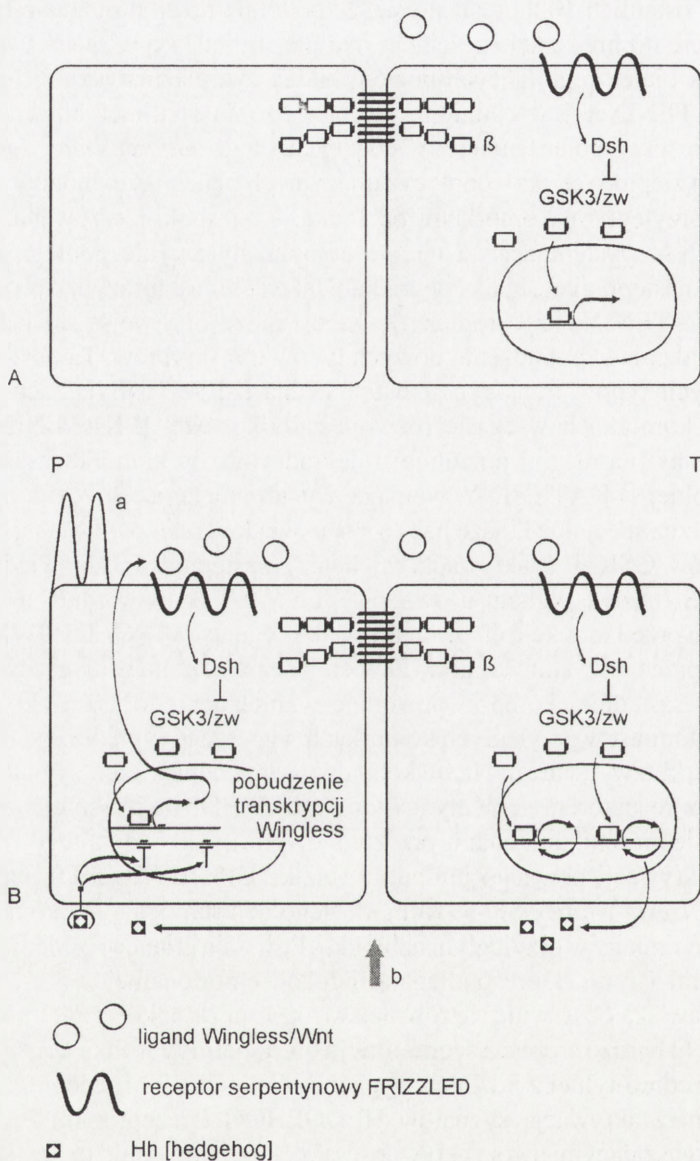 ß
Dsh
GSK3/zw
A
P
T
a
Dsh
GSK3/zw
ß
Dsh
GSK3/zw
pobudzenie
transkrypcji
Wingless
B
b
ligand Wingless/Wnt
receptor serpentynowy FRIZZLED
Hh [hedgehog]